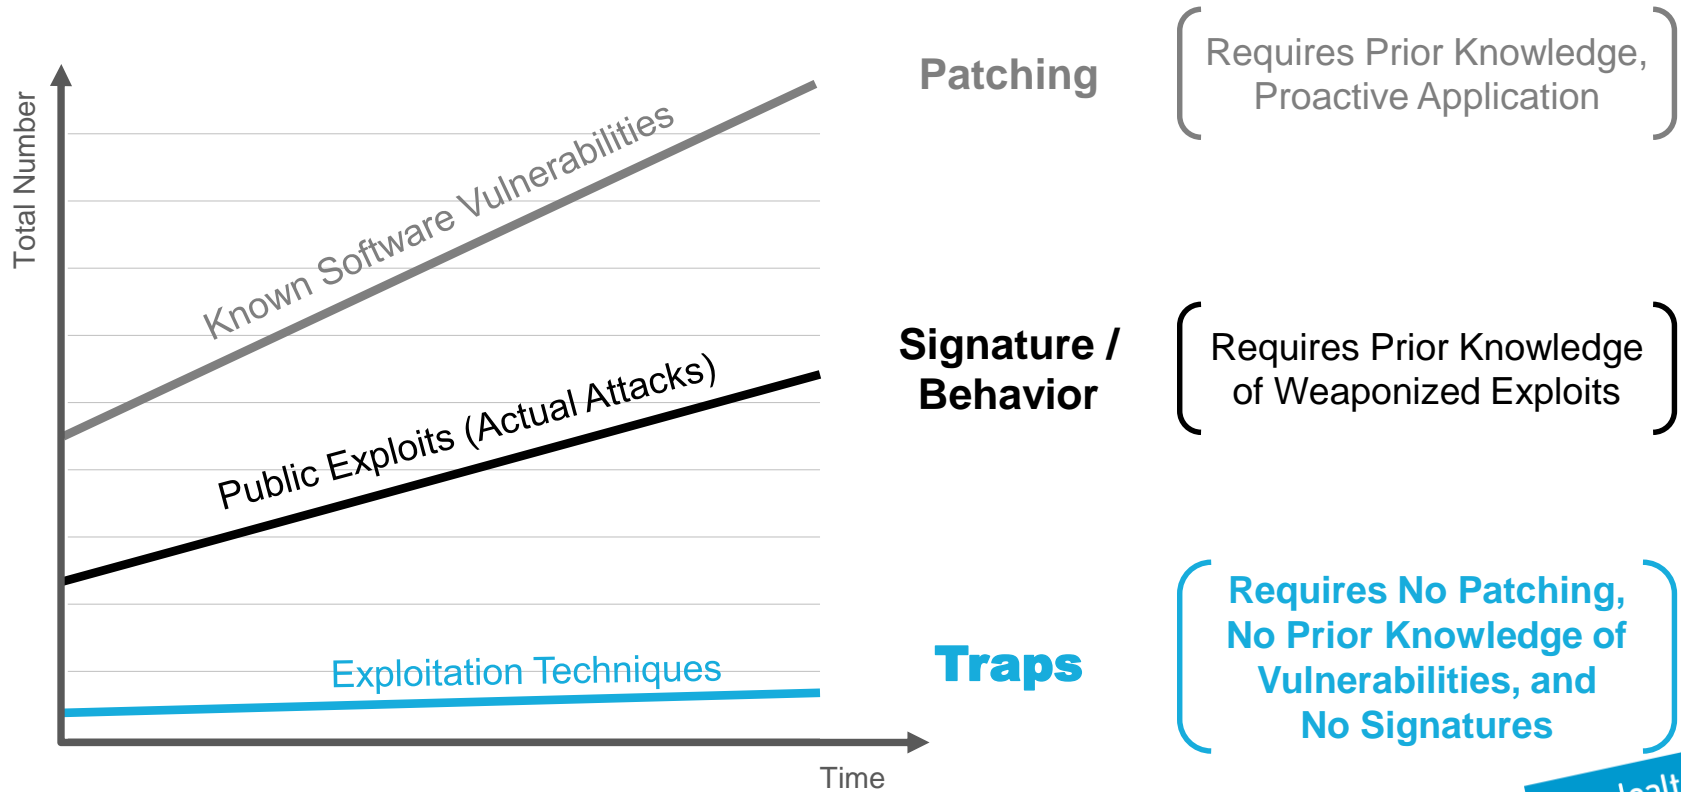 Total Number
Known Software Vulnerabilities
Public Exploits (Actual Attacks)
Exploitation Techniques
Time
Patching
Requires Prior Knowledge,
Proactive Application
Signature /
Behavior
Requires Prior Knowledge
of Weaponized Exploits
Traps
Requires No Patching,
No Prior Knowledge of
Vulnerabilities, and
No Signatures